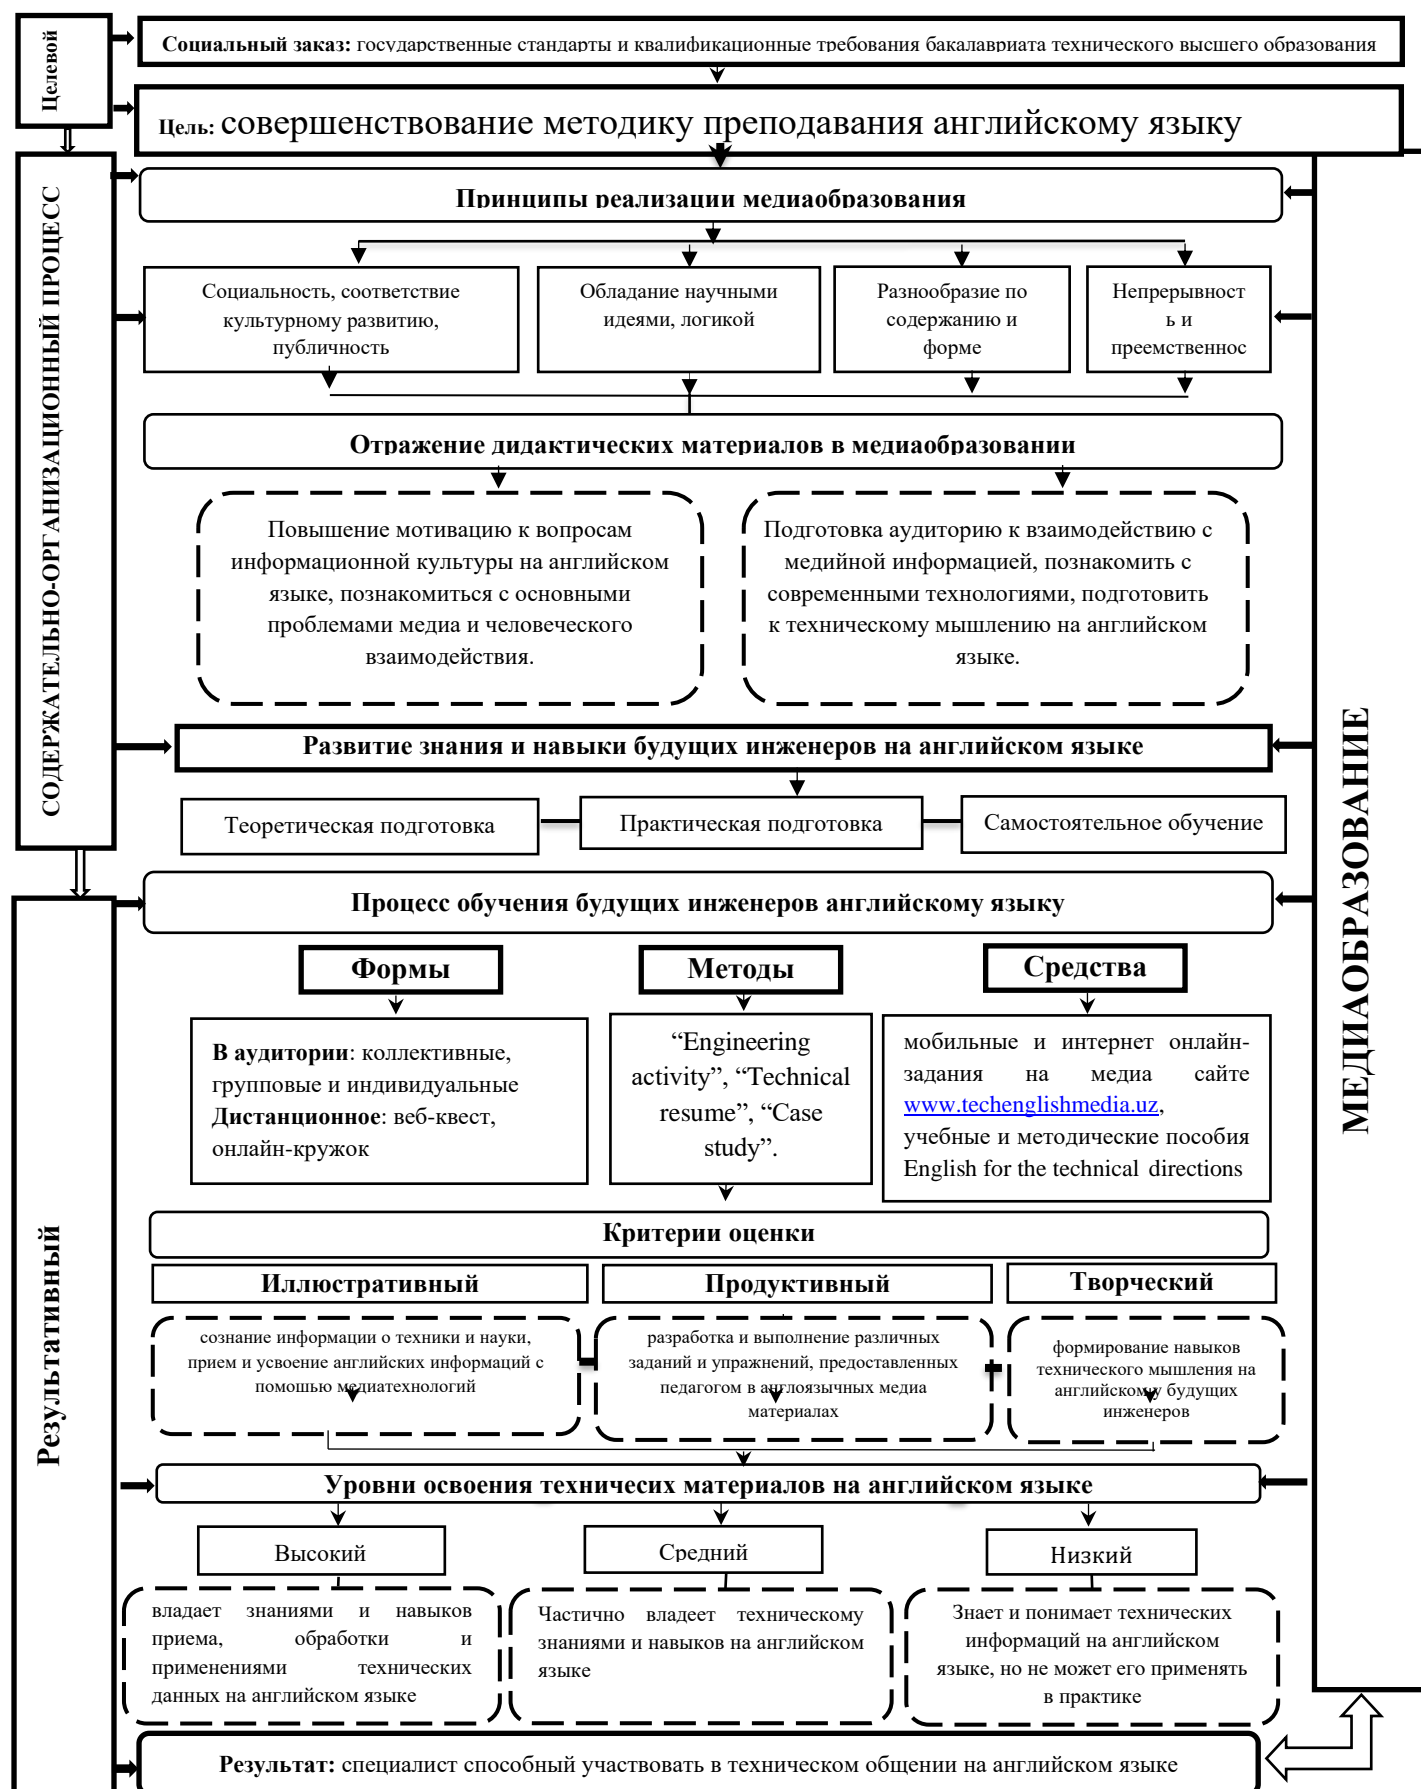 Целевой
Социальный заказ: государственные стандарты и квалификационные требования бакалавриата технического высшего образования
Цель: совершенствование методику преподавания английскому языку
СОДЕРЖАТЕЛЬНО-ОРГАНИЗАЦИОННЫЙ ПРОЦЕСС
Принципы реализации медиаобразования
Социальность, соответствие
культурному развитию,
публичность
Обладание научными
идеями, логикой
Разнообразие по
содержанию и
форме
Непрерывност
ь и
преемственнос
Отражение дидактических материалов в медиаобразовании
Повышение мотивацию к вопросам
информационной культуры на английском
языке, познакомиться с основными
проблемами медиа и человеческого
взаимодействия.
Подготовка аудиторию к взаимодействию с
медийной информацией, познакомить с
современными технологиями, подготовить
к техническому мышлению на английском
языке.
Развитие знания и навыки будущих инженеров на английском языке
Теоретическая подготовка
Практическая подготовка
Самостоятельное обучение
МЕДИАОБРАЗОВАНИЕ
Результативный
Процесс обучения будущих инженеров английскому языку
Формы
Методы
Средства
В аудитории: коллективные,
групповые и индивидуальные
Дистанционное: веб-квест,
онлайн-кружок
“Engineering
activity”, “Technical
resume”, “Case
study”.
мобильные и интернет онлайн-
задания на медиа сайте
www.techenglishmedia.uz,
учебные и методические пособия
English for the technical directions
Критерии оценки
Иллюстративный
Продуктивный
Творческий
сознание информации о техники и науки,
прием и усвоение английских информаций с
помошью медиатехнологий
разработка и выполнение различных
заданий и упражнений, предоставленных
педагогом в англоязычных медиа
материалах
формирование навыков
технического мышления на
английском у будущих
инженеров
Уровни освоения техничесих материалов на английском языке
Высокий
Средний
Низкий
владает знаниями и навыков
приема, обработки и
применениями технических
данных на английском языке
Частично владеет техническому
знаниями и навыков на английском
языке
Знает и понимает технических
информаций на английском
языке, но не может его применять
в практике
Результат: специалист способный участвовать в техническом общении на английском языке